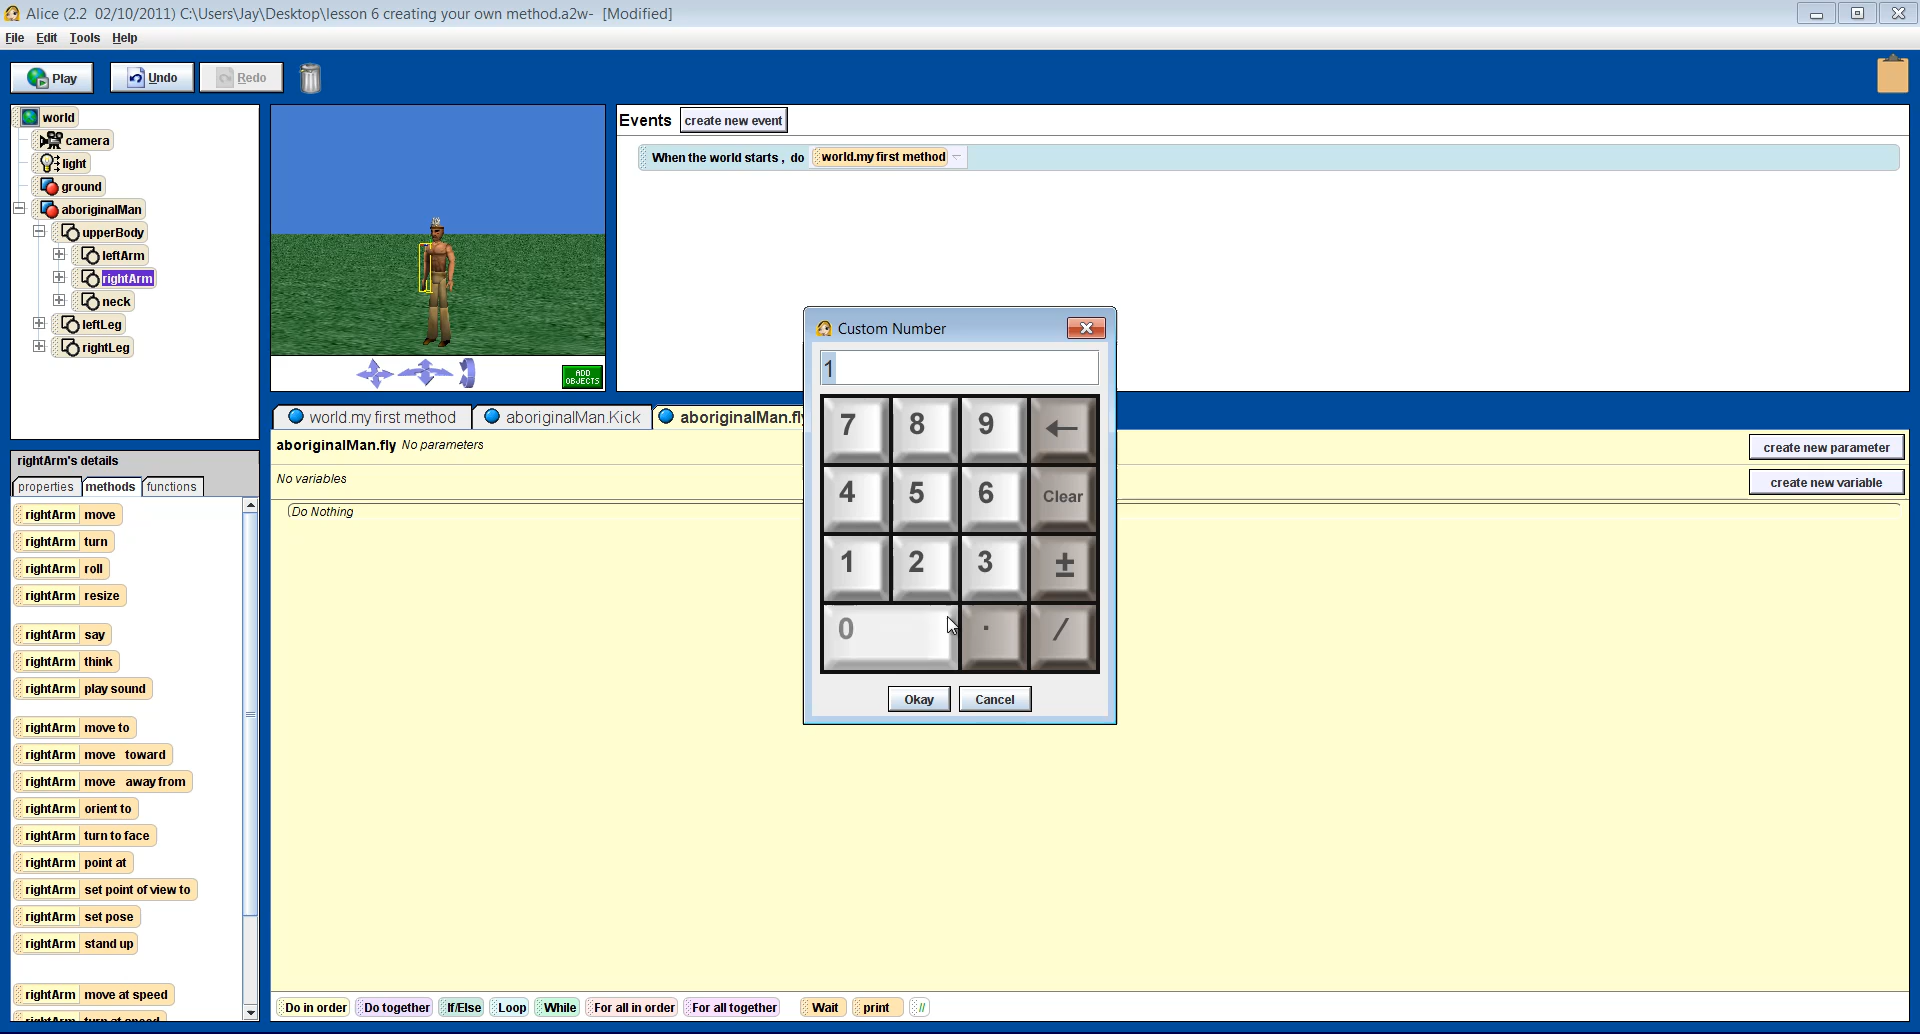 Alice (2.2 02/10/2011) C:\Users\Jay\Desktop\lesson 6 creating your own method.a2w- [Modified]
File Edit Tools Help
Play Undo Redo
world
camera
light
ground
aboriginalMan
upperBody
leftArm
rightArm
neck
leftLeg
rightLeg
ADD
OBJECTS
Events create new event
When the world starts , do world.my first method
world.my first method aboriginalMan.Kick aboriginalMan.fly
aboriginalMan.fly No parameters
create new parameter
No variables
create new variable
(Do Nothing
Custom Number
1
7 8 9 ←
4 5 6 Clear
1 2 3 ±
0 . /
Okay Cancel
rightArm's details
properties methods functions
rightArm move
rightArm turn
rightArm roll
rightArm resize
rightArm say
rightArm think
rightArm play sound
rightArm move to
rightArm move toward
rightArm move away from
rightArm orient to
rightArm turn to face
rightArm point at
rightArm set point of view to
rightArm set pose
rightArm stand up
rightArm move at speed
rightArm turn at speed
Do in order Do together If/Else Loop While For all in order For all together Wait print //